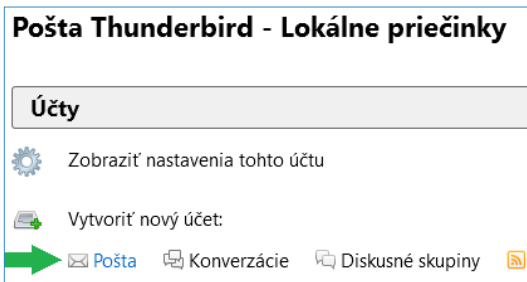 Pošta Thunderbird - Lokálne priečinky
Účty
Zobraziť nastavenia tohto účtu
Vytvoriť nový účet:
Pošta Konverzácie Diskusné skupiny